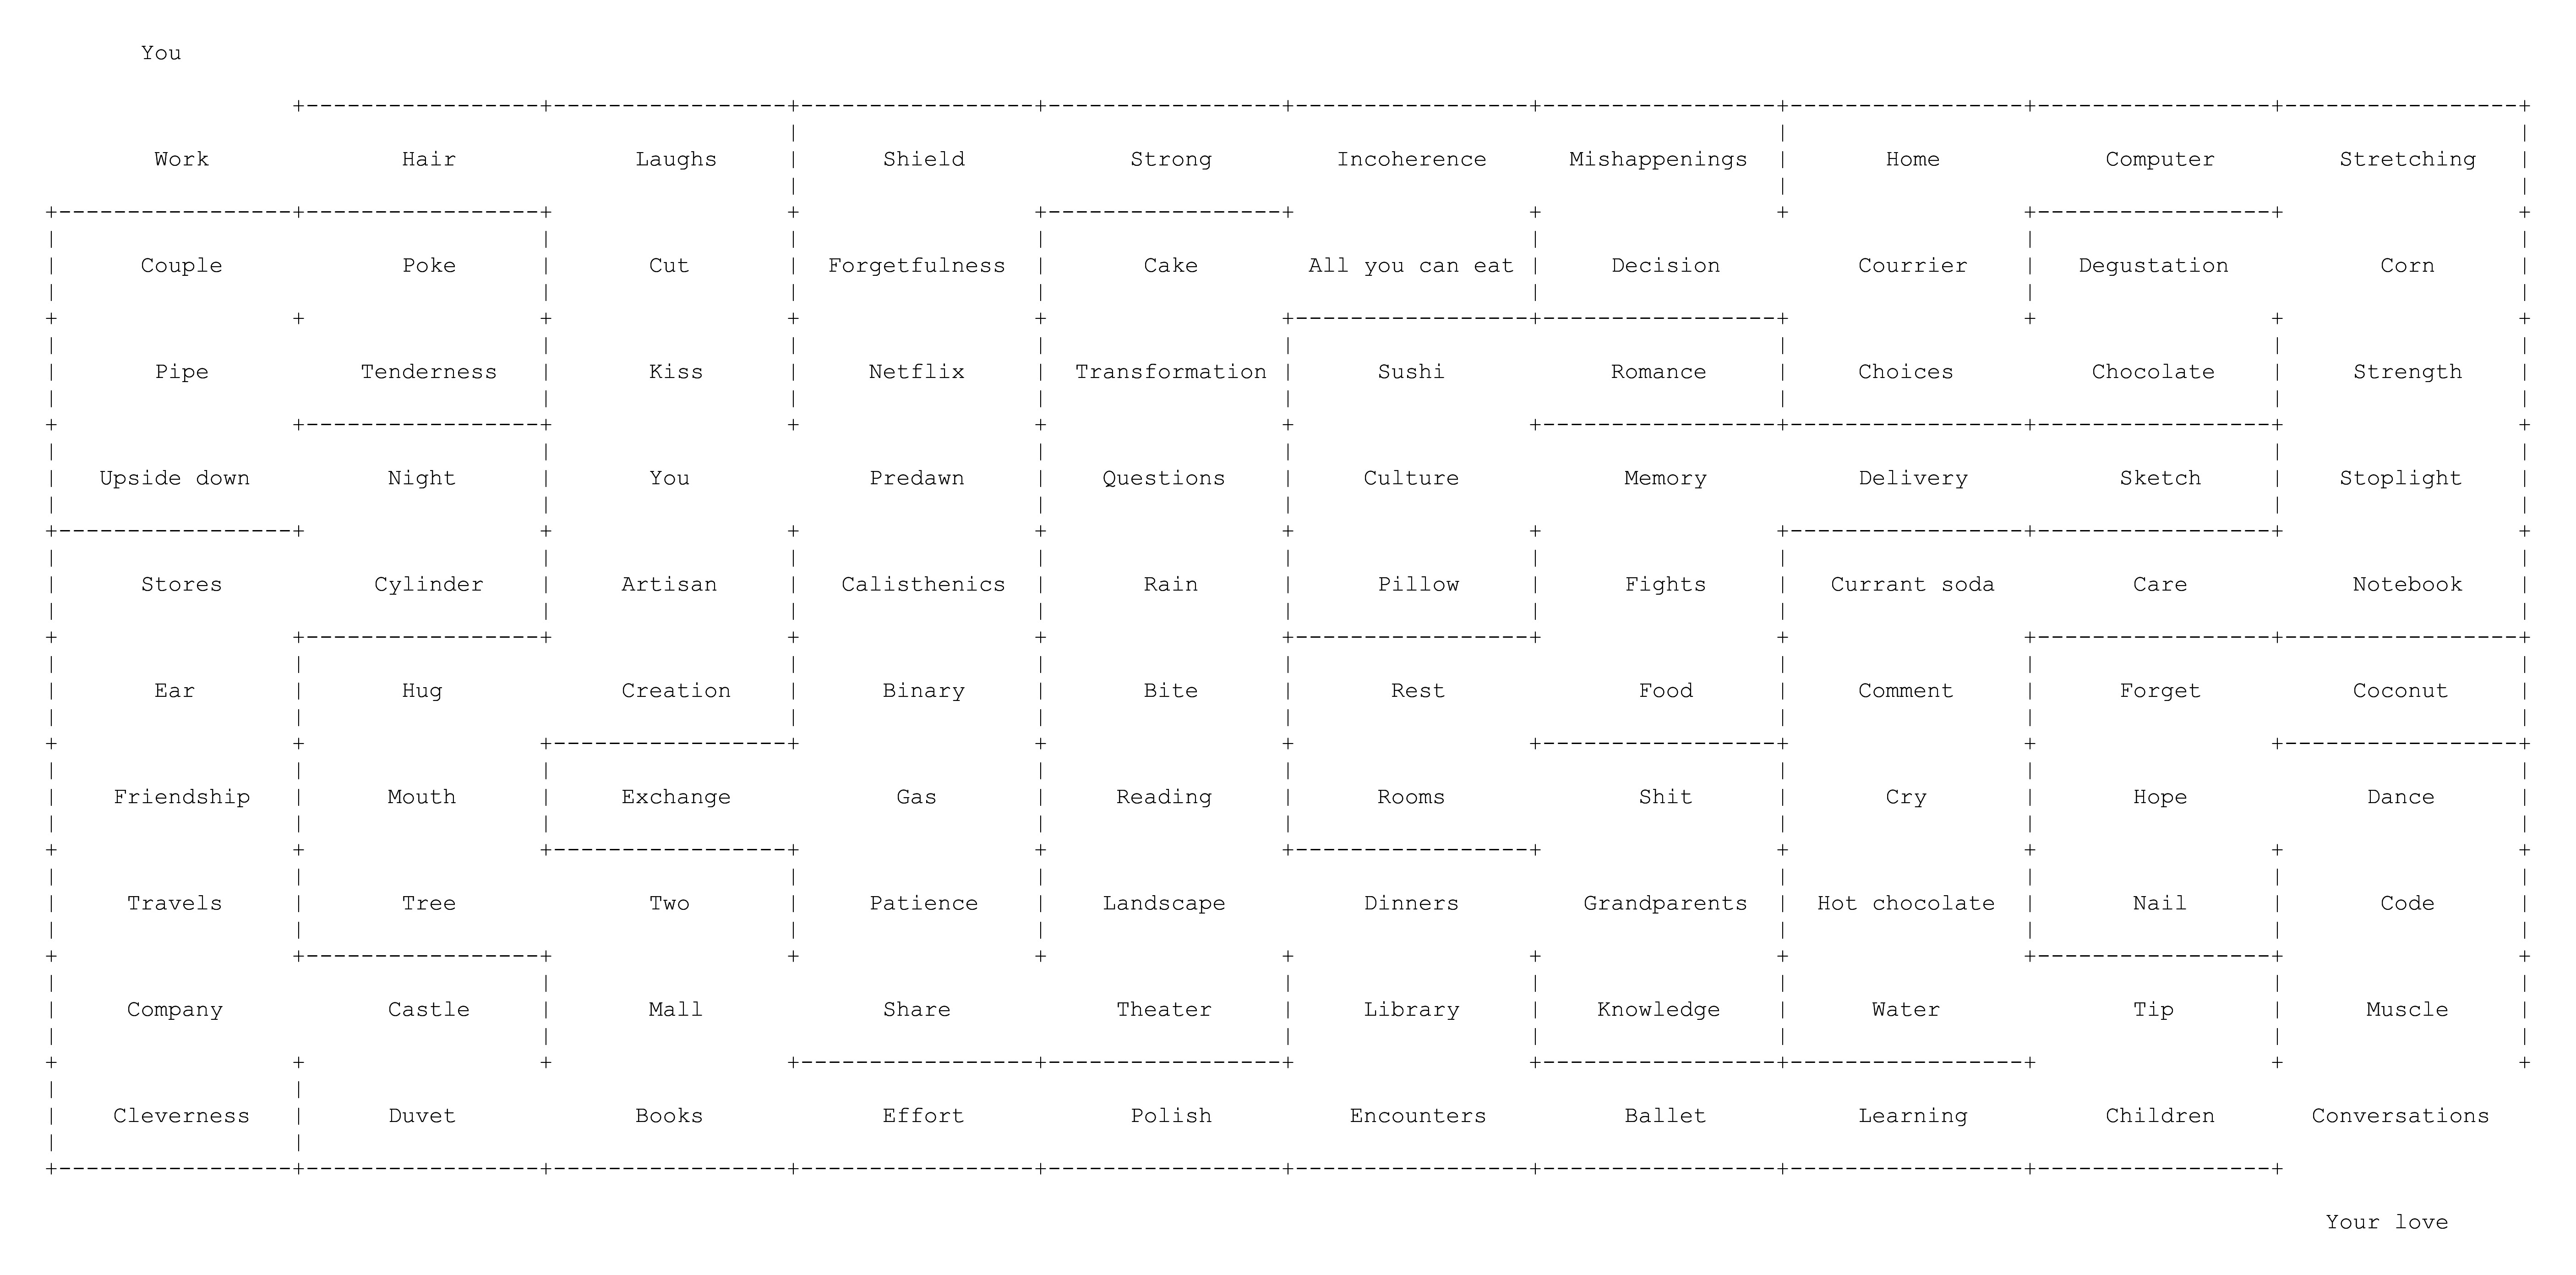 You
Work Hair Laughs Shield Strong Incoherence Mishappenings Home Computer Stretching
Couple Poke Cut Forgetfulness Cake All you can eat Decision Courrier Degustation Corn
Pipe Tenderness Kiss Netflix Transformation Sushi Romance Choices Chocolate Strength
Upside down Night You Predawn Questions Culture Memory Delivery Sketch Stoplight
Stores Cylinder Artisan Calisthenics Rain Pillow Fights Currant soda Care Notebook
Ear Hug Creation Binary Bite Rest Food Comment Forget Coconut
Friendship Mouth Exchange Gas Reading Rooms Shit Cry Hope Dance
Travels Tree Two Patience Landscape Dinners Grandparents Hot chocolate Nail Code
Company Castle Mall Share Theater Library Knowledge Water Tip Muscle
Cleverness Duvet Books Effort Polish Encounters Ballet Learning Children Conversations
Your love